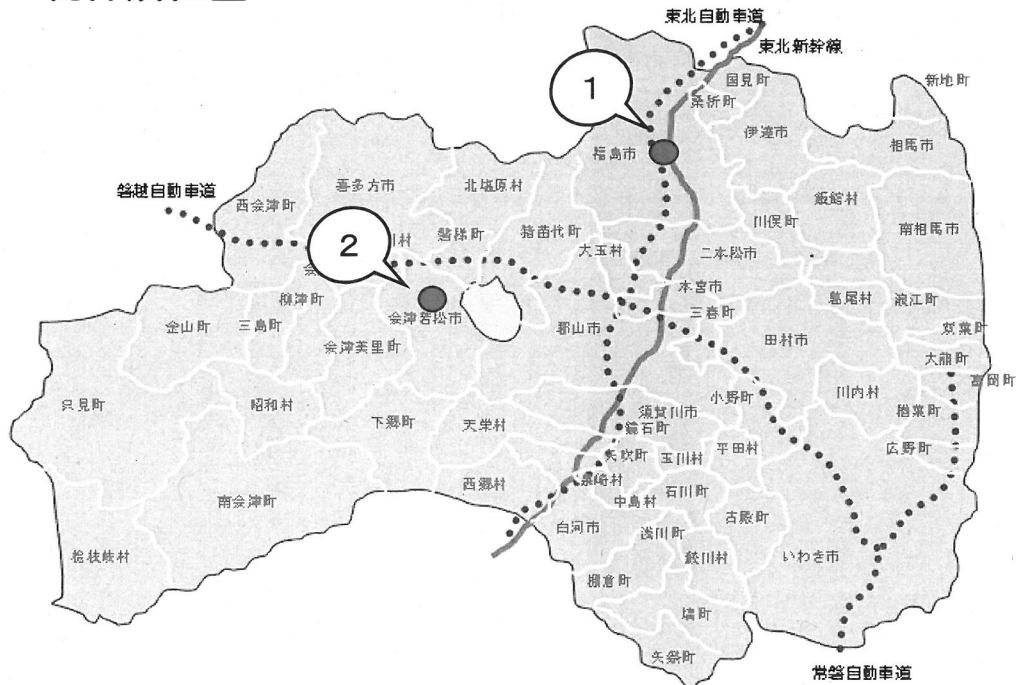 東北自動車道
東北新幹線
国見町
新地町
桑折町
1
伊達市
相馬市
福島市
喜多方市
北塩原村
磐越自動車道
西会津町
飯館村
川俣町
南相馬市
2
川村
磐梯町
猪苗代町
大玉村
二本松市
会
柳津町
本宮市
葛尾村
浪江町
会津若松市
三春町
双葉町
金山町
三島町
郡山市
田村市
会津美里町
大熊町
富岡町
只見町
昭和村
小野町
川内村
楢葉町
下郷町
天栄村
須賀川市
鏡石町
広野町
矢吹町
玉川村
平田村
西郷村
泉崎村
石川町
南会津町
中島村
古殿町
白河市
浅川町
いわき市
桧枝岐村
鮫川村
棚倉町
塙町
矢祭町
常磐自動車道